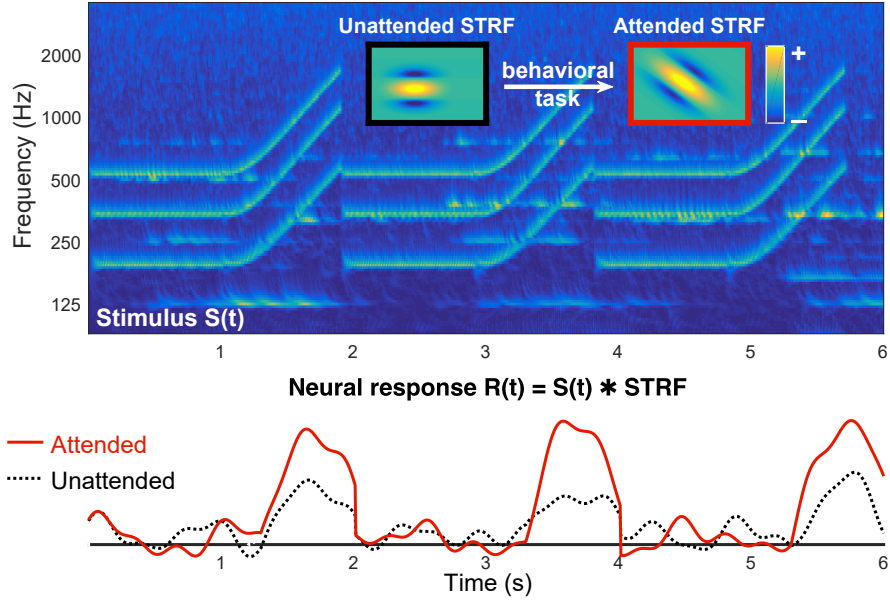 Unattended STRF
Attended STRF
behavioral
task
+
−
Frequency (Hz)
2000
1000
500
250
125
Stimulus S(t)
1 2 3 4 5 6
Neural response R(t) = S(t) ∗ STRF
Attended
Unattended
1 2 3 4 5 6
Time (s)